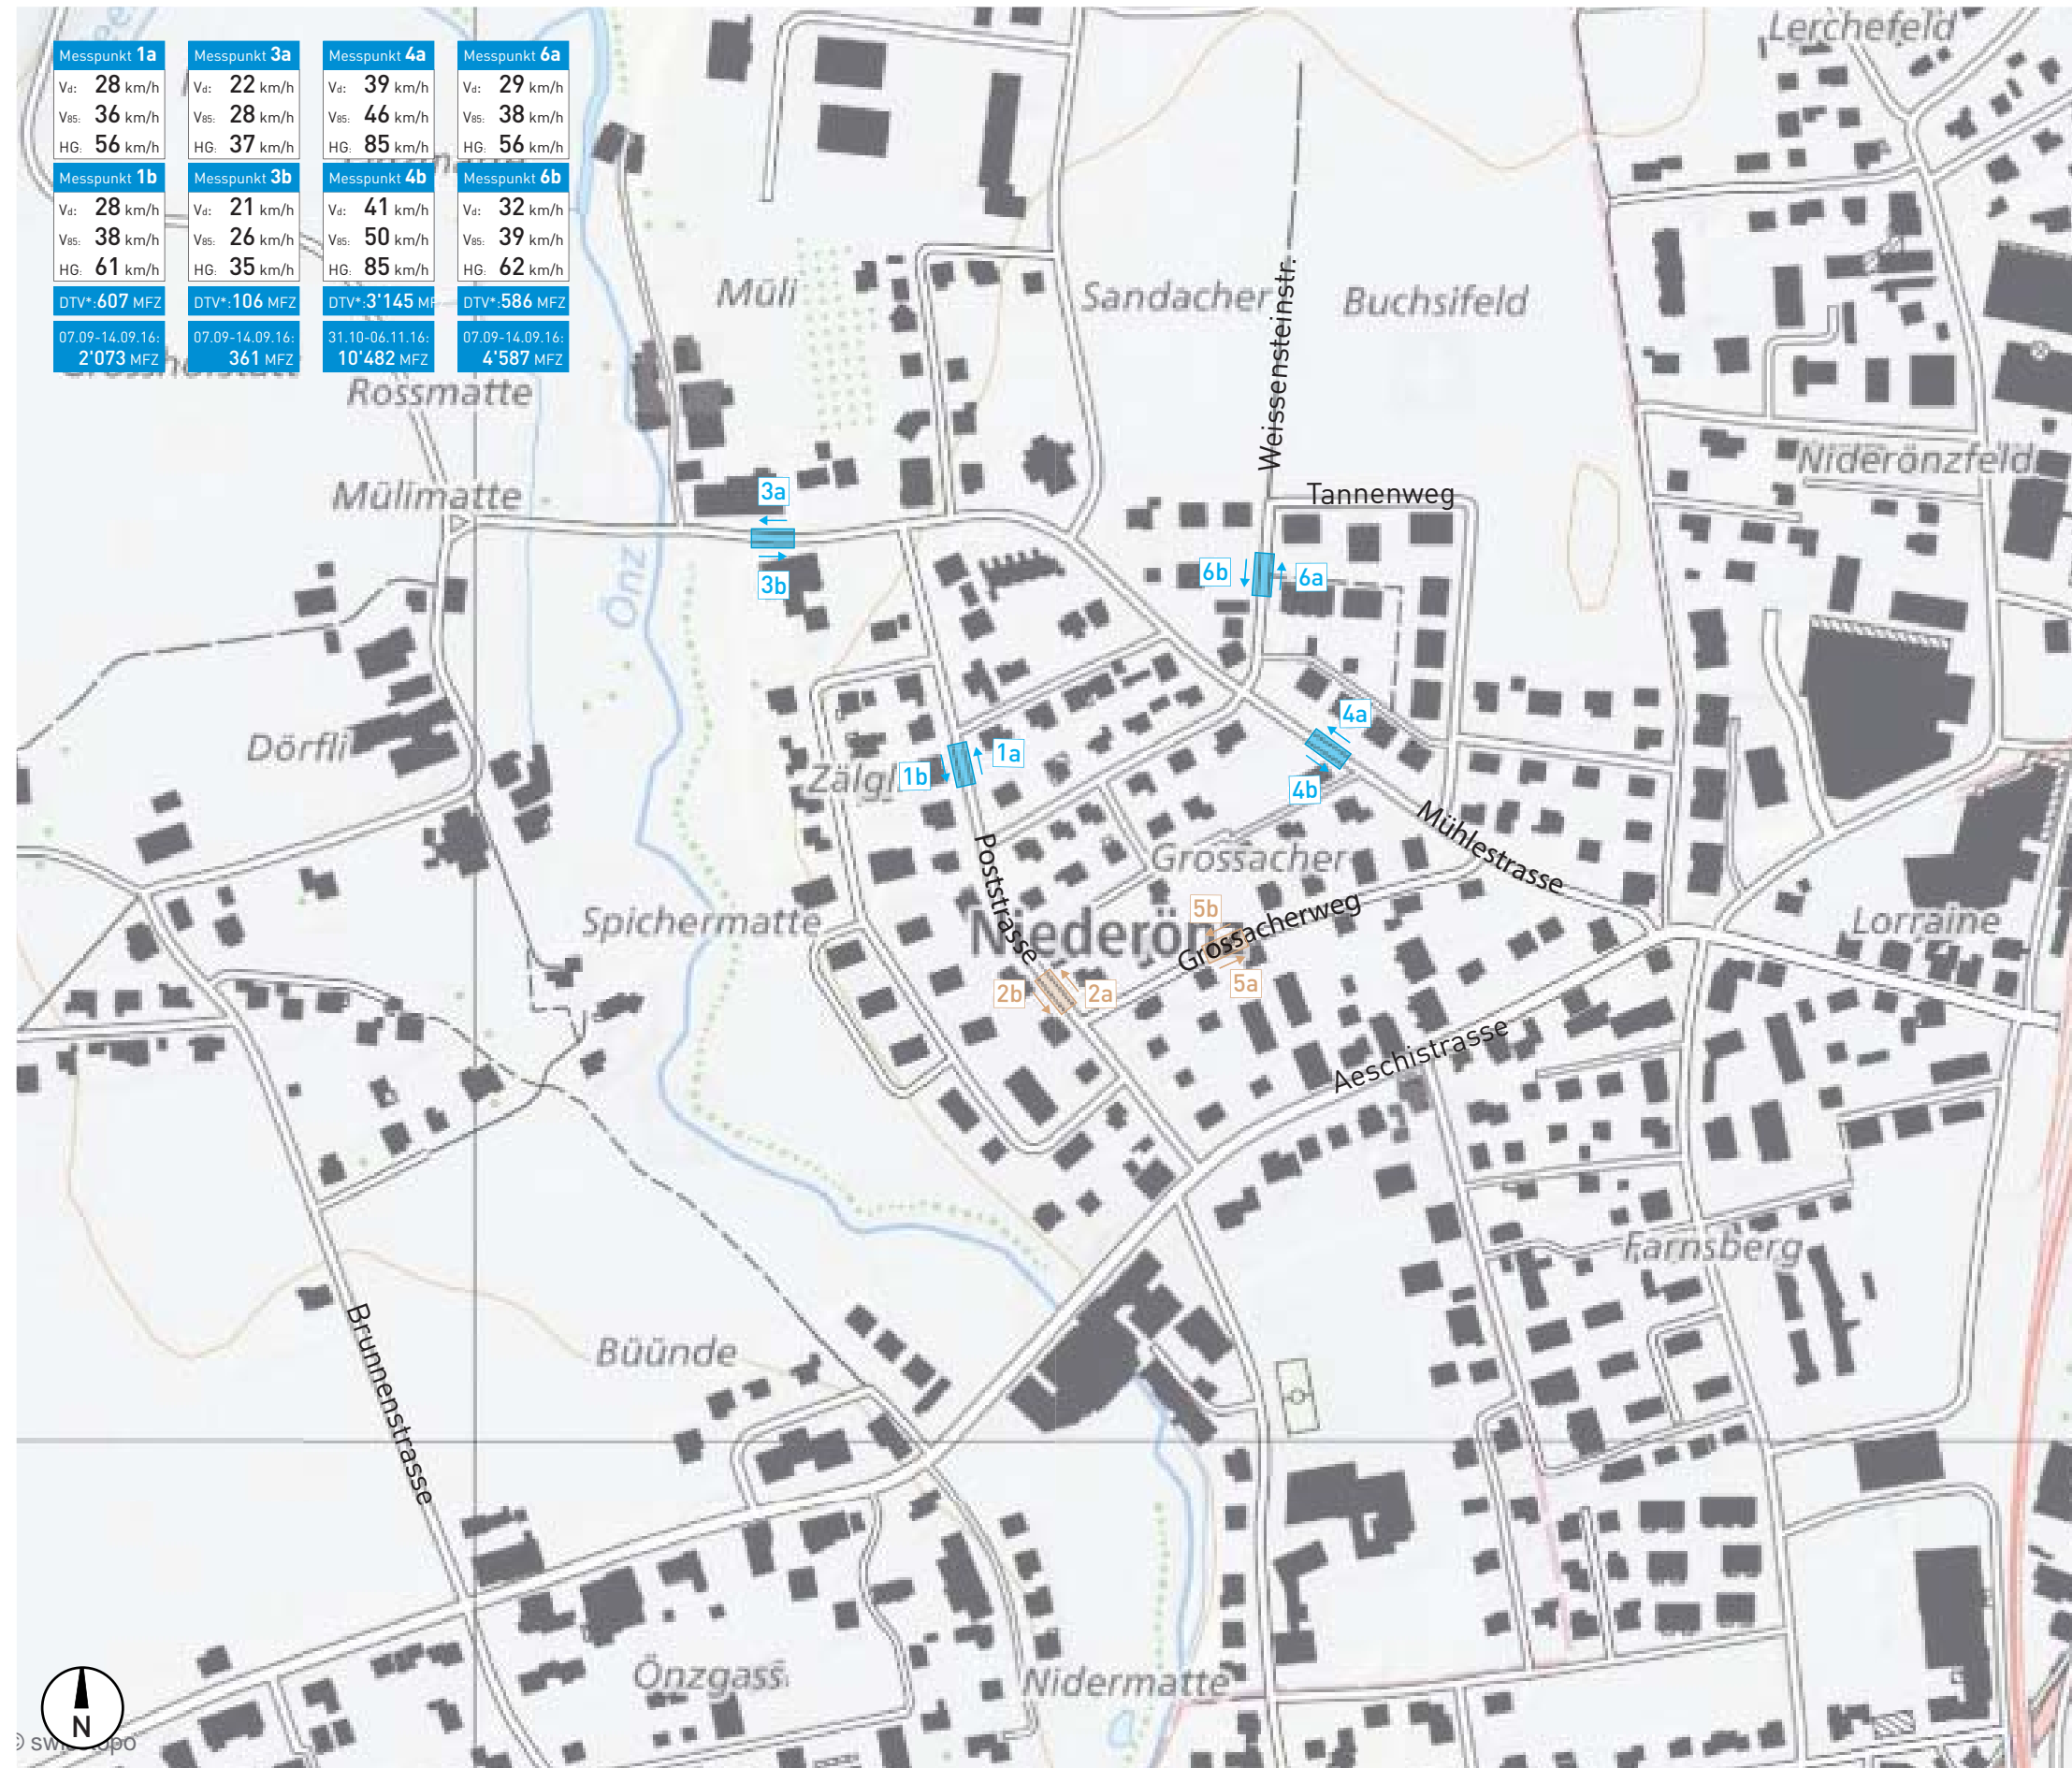 Lerchefeld
Messpunkt 1a
Vd: 28 km/h
V85: 36 km/h
HG: 56 km/h
Messpunkt 1b
Vd: 28 km/h
V85: 38 km/h
HG: 61 km/h
DTV*:607 MFZ
07.09-14.09.16:
2'073 MFZ
Messpunkt 3a
Vd: 22 km/h
V85: 28 km/h
HG: 37 km/h
Messpunkt 3b
Vd: 21 km/h
V85: 26 km/h
HG: 35 km/h
DTV*:106 MFZ
07.09-14.09.16:
361 MFZ
Messpunkt 4a
Vd: 39 km/h
V85: 46 km/h
HG: 85 km/h
Messpunkt 4b
Vd: 41 km/h
V85: 50 km/h
HG: 85 km/h
DTV*:3'145 MF
31.10-06.11.16:
10'482 MFZ
Messpunkt 6a
Vd: 29 km/h
V85: 38 km/h
HG: 56 km/h
Messpunkt 6b
Vd: 32 km/h
V85: 39 km/h
HG: 62 km/h
DTV*:586 MFZ
07.09-14.09.16:
4'587 MFZ
Müli
Sandacher
Weissensteinstr.
Buchsifeld
Rossmatte
Niderönzfeld
Mülimatte
Tannenweg
3a
3b
Önz
6b
6a
4a
4b
Dörfli
Zälgli
1b
1a
Poststrasse
Mühlestrasse
Grossacher
Spichermatte
Niederönz
5b
Grossacherweg
5a
Lorraine
2b
2a
Aeschistrasse
Farnsberg
Büünde
Brunnenstrasse
Önzgass
Nidermatte
N